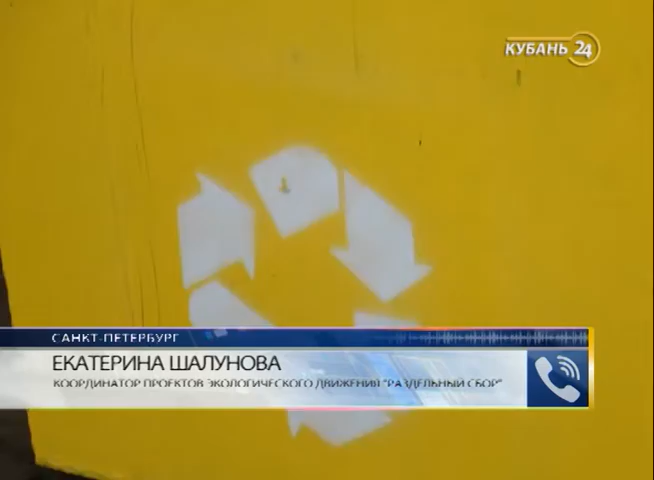 КУБАНЬ 24
САНКТ-ПЕТЕРБУРГ
ЕКАТЕРИНА ШАЛУНОВА
КООРДИНАТОР ПРОЕКТОВ ЭКОЛОГИЧЕСКОГО ДВИЖЕНИЯ "РАЗДЕЛЬНЫЙ СБОР"